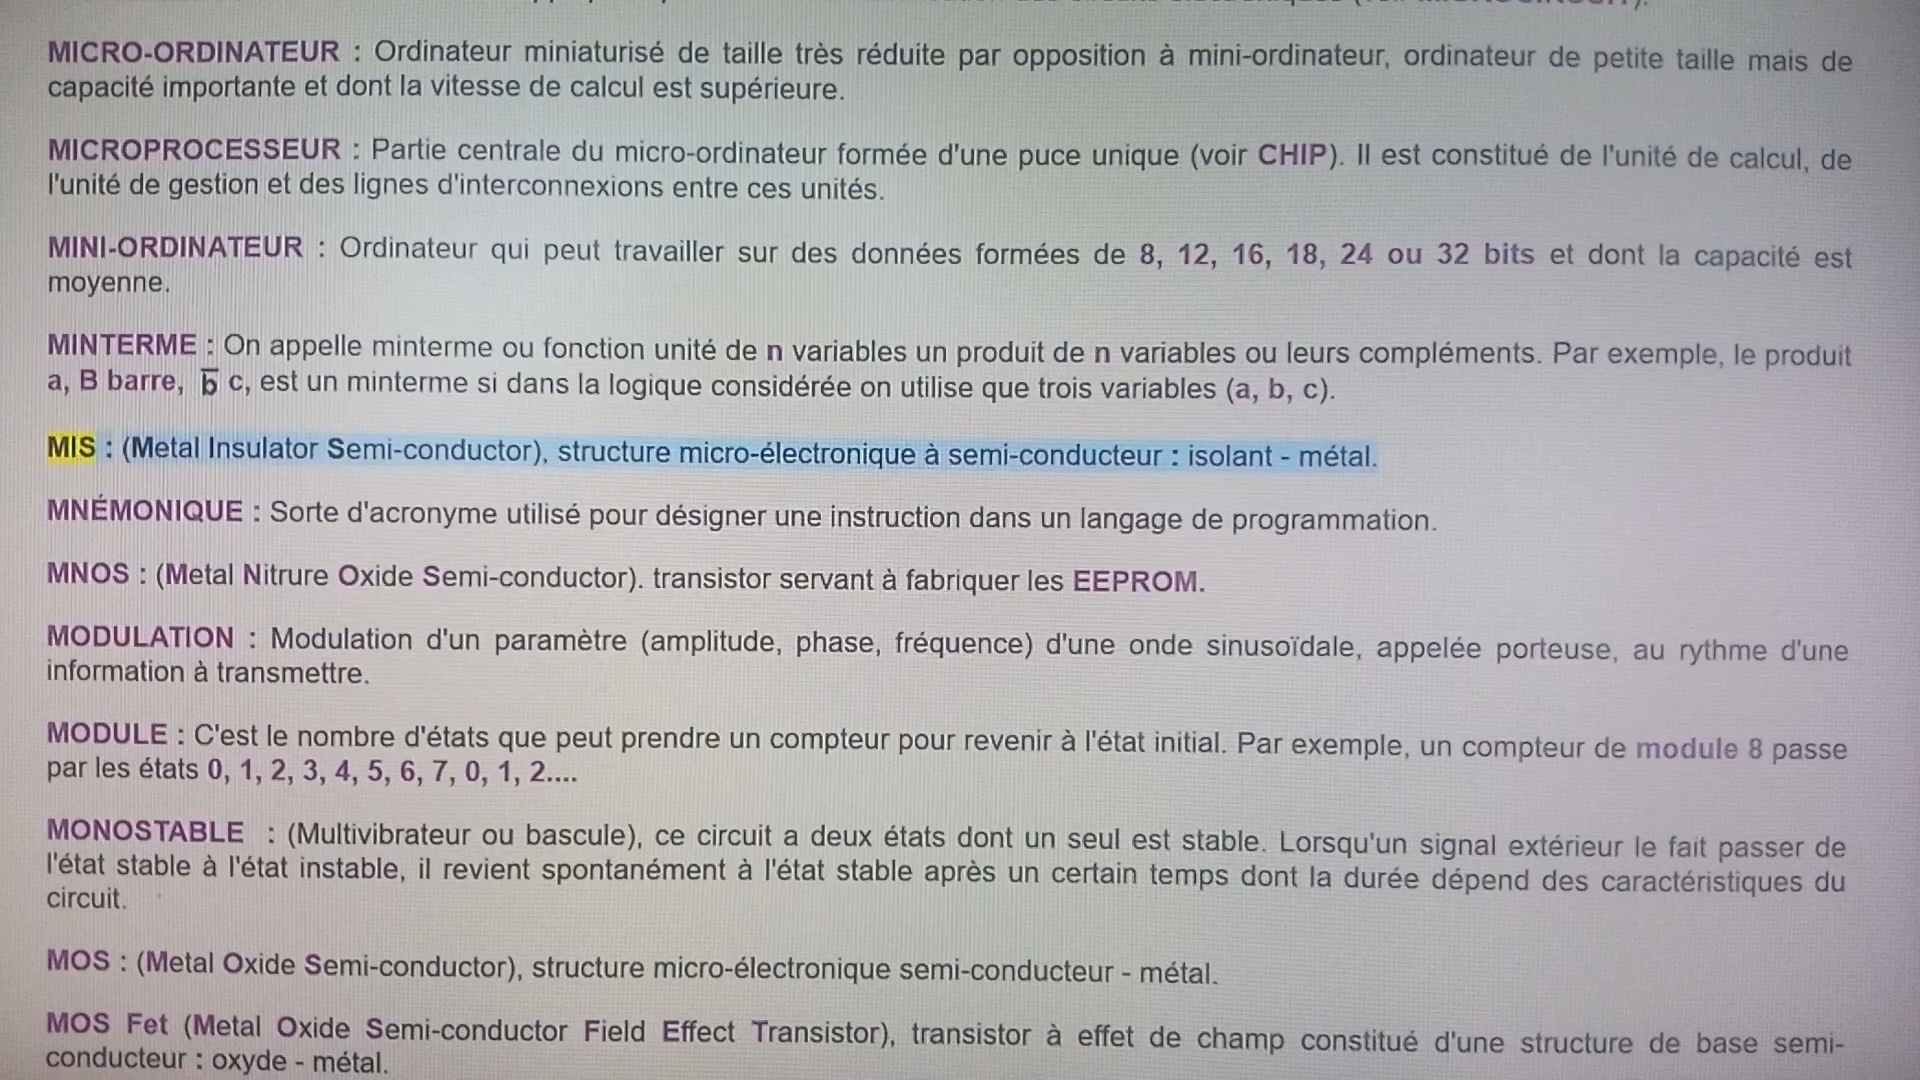 MICRO-ORDINATEUR : Ordinateur miniaturisé de taille très réduite par opposition à mini-ordinateur, ordinateur de petite taille mais de
capacité importante et dont la vitesse de calcul est supérieure.
MICROPROCESSEUR : Partie centrale du micro-ordinateur formée d'une puce unique (voir CHIP). Il est constitué de l'unité de calcul, de
l'unité de gestion et des lignes d'interconnexions entre ces unités.
MINI-ORDINATEUR : Ordinateur qui peut travailler sur des données formées de 8, 12, 16, 18, 24 ou 32 bits et dont la capacité est
moyenne.
MINTERME : On appelle minterme ou fonction unité de n variables un produit de n variables ou leurs compléments. Par exemple, le produit
a, B barre, b̅ c, est un minterme si dans la logique considérée on utilise que trois variables (a, b, c).
MIS : (Metal Insulator Semi-conductor), structure micro-électronique à semi-conducteur : isolant - métal.
MNÉMONIQUE : Sorte d'acronyme utilisé pour désigner une instruction dans un langage de programmation.
MNOS : (Metal Nitrure Oxide Semi-conductor). transistor servant à fabriquer les EEPROM.
MODULATION : Modulation d'un paramètre (amplitude, phase, fréquence) d'une onde sinusoïdale, appelée porteuse, au rythme d'une
information à transmettre.
MODULE : C'est le nombre d'états que peut prendre un compteur pour revenir à l'état initial. Par exemple, un compteur de module 8 passe
par les états 0, 1, 2, 3, 4, 5, 6, 7, 0, 1, 2....
MONOSTABLE : (Multivibrateur ou bascule), ce circuit a deux états dont un seul est stable. Lorsqu'un signal extérieur le fait passer de
l'état stable à l'état instable, il revient spontanément à l'état stable après un certain temps dont la durée dépend des caractéristiques du
circuit.
MOS : (Metal Oxide Semi-conductor), structure micro-électronique semi-conducteur - métal.
MOS Fet (Metal Oxide Semi-conductor Field Effect Transistor), transistor à effet de champ constitué d'une structure de base semi-
conducteur : oxyde - métal.